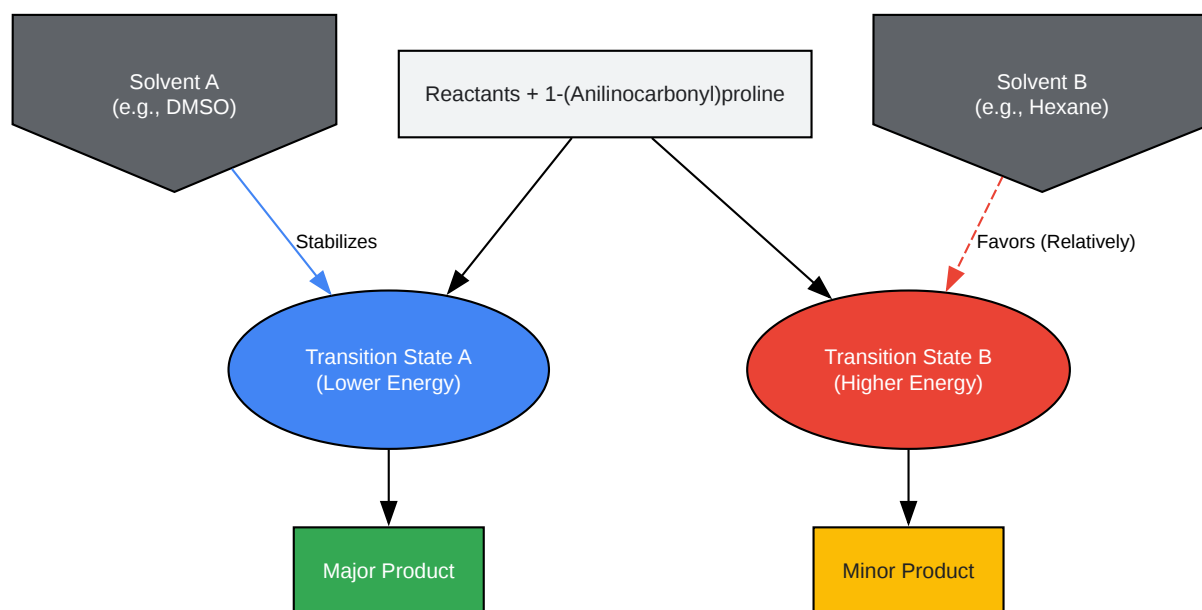 Solvent A
(e.g., DMSO)
Reactants + 1-(Anilinocarbonyl)proline
Solvent B
(e.g., Hexane)
Stabilizes
Favors (Relatively)
Transition State A
(Lower Energy)
Transition State B
(Higher Energy)
Major Product
Minor Product